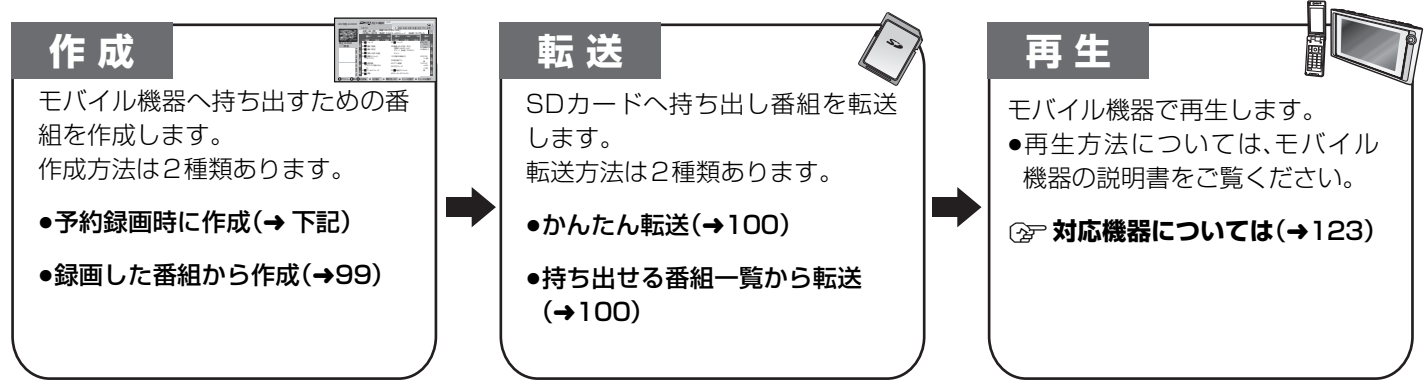 作成
モバイル機器へ持ち出すための番
組を作成します。
作成方法は2種類あります。
●予約録画時に作成(➜ 下記)
●録画した番組から作成(➜99)
転送
SDカードへ持ち出し番組を転送
します。
転送方法は2種類あります。
●かんたん転送(➜100)
●持ち出せる番組一覧から転送
(➜100)
再生
モバイル機器で再生します。
●再生方法については、モバイル
機器の説明書をご覧ください。
☞ 対応機器については(➜123)